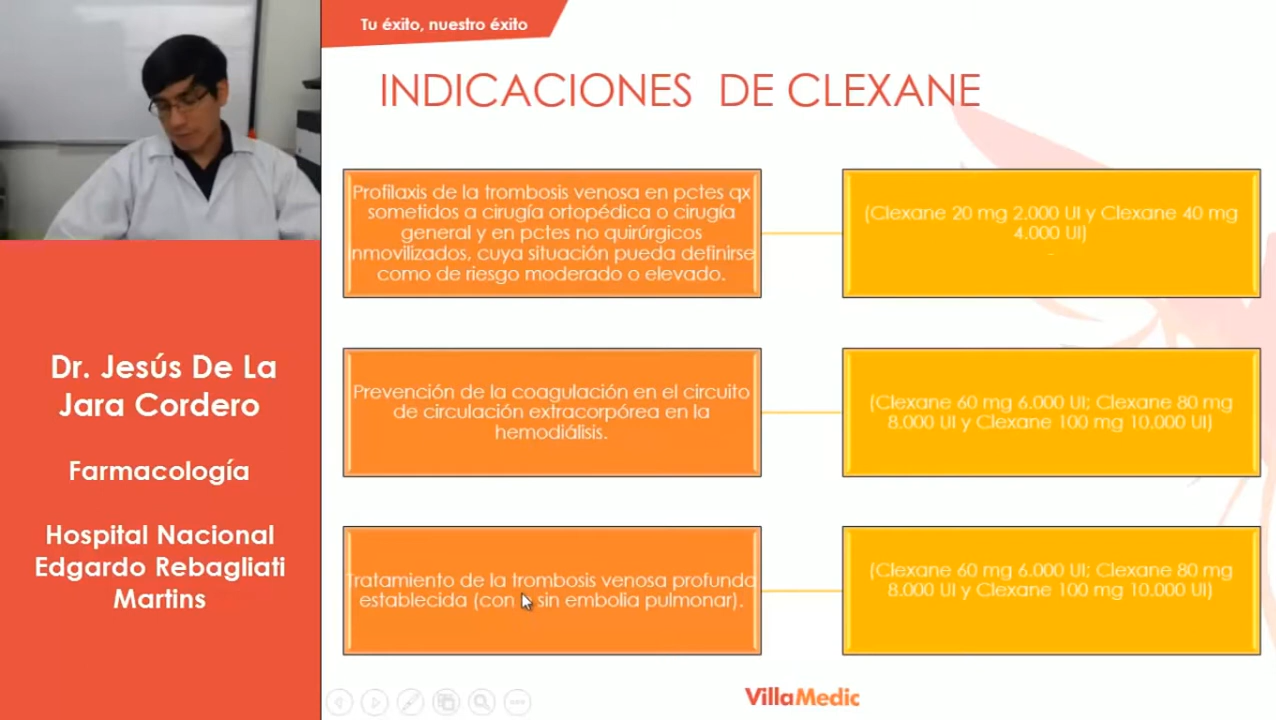 Tu éxito, nuestro éxito
INDICACIONES DE CLEXANE
Profilaxis de la trombosis venosa en pctes qx
sometidos a cirugía ortopédica o cirugía
general y en pctes no quirúrgicos
inmovilizados, cuya situación pueda definirse
como de riesgo moderado o elevado.
(Clexane 20 mg 2.000 UI y Clexane 40 mg
4.000 UI)
Prevención de la coagulación en el circuito
de circulación extracorpórea en la
hemodiálisis.
(Clexane 60 mg 6.000 UI; Clexane 80 mg
8.000 UI y Clexane 100 mg 10.000 UI)
Tratamiento de la trombosis venosa profunda
establecida (con sin embolia pulmonar).
(Clexane 60 mg 6.000 UI; Clexane 80 mg
8.000 UI y Clexane 100 mg 10.000 UI)
Dr. Jesús De La
Jara Cordero
Farmacología
Hospital Nacional
Edgardo Rebagliati
Martins
VillaMedic